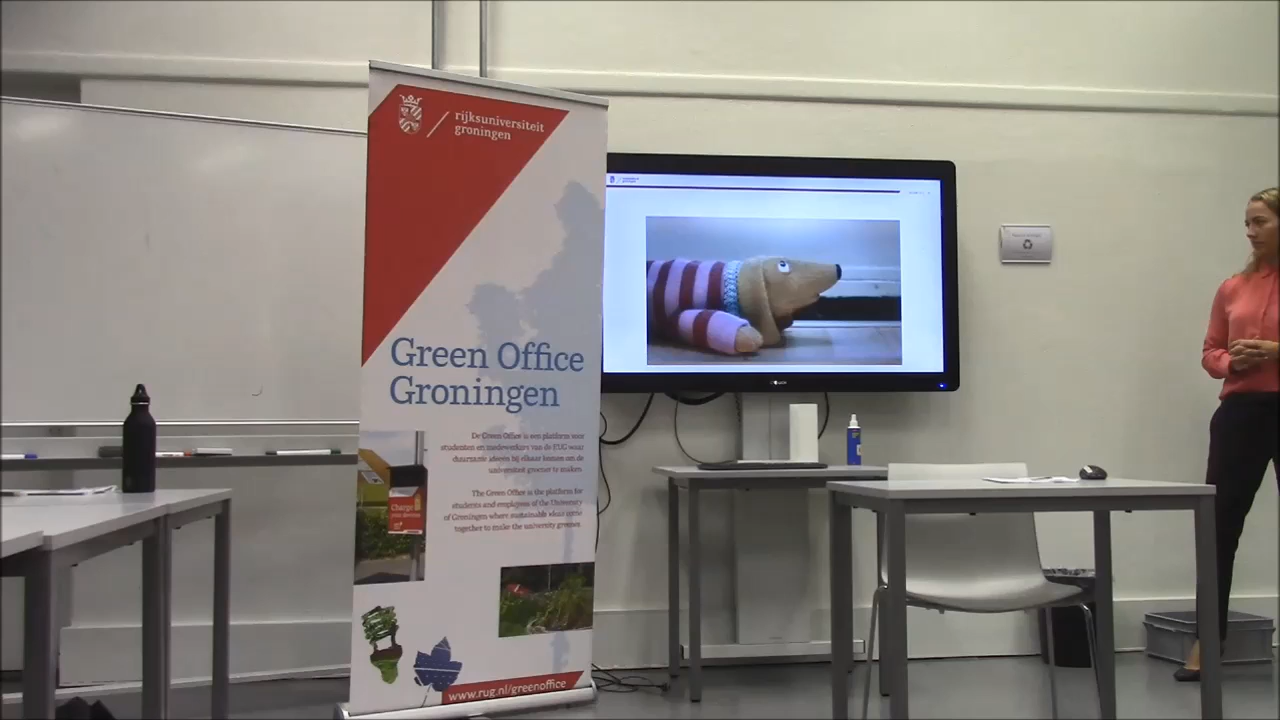 rijksuniversiteit
groningen
Green Office
Groningen
De Green Office is een platform voor
studenten en medewerkers van de RUG waar
duurzame ideeën bij elkaar komen om de
universiteit groener te maken.
The Green Office is the platform for
students and employees of the University
of Groningen where sustainable ideas come
together to make the university greener.
Charge
www.rug.nl/greenoffice